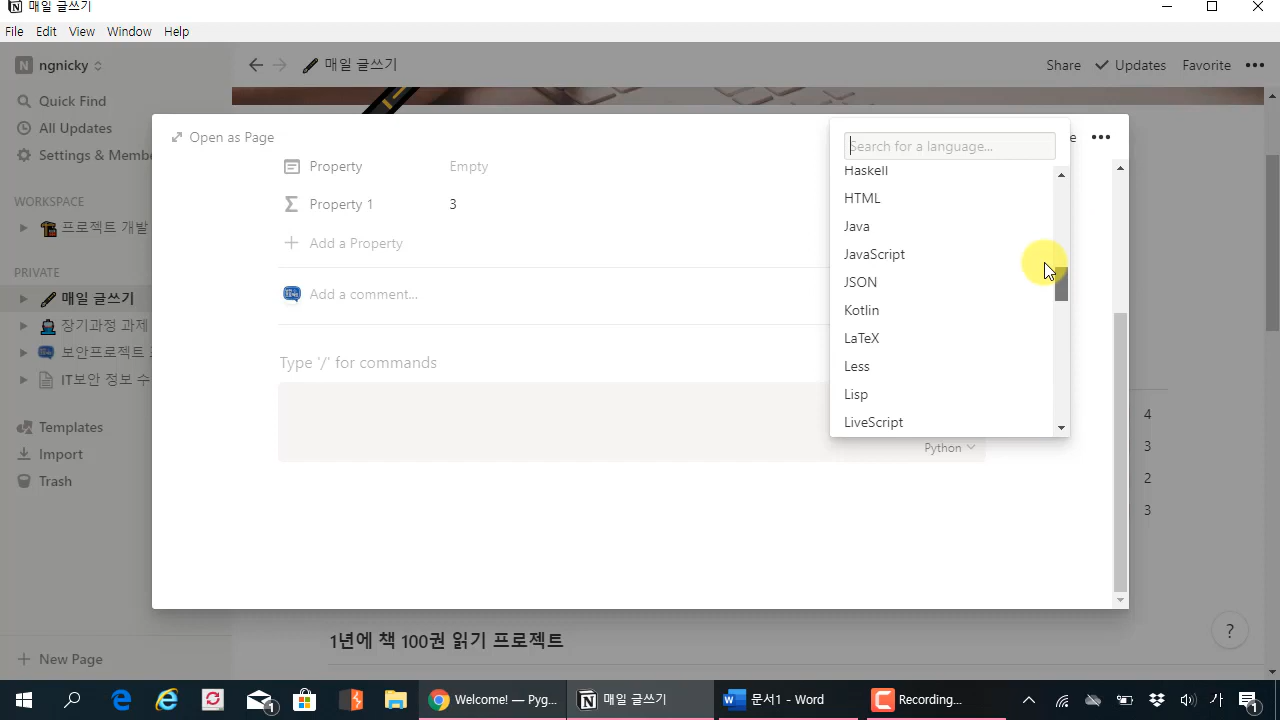 매일 글쓰기
File Edit View Window Help
ngnicky
매일 글쓰기
Share
Updates
Favorite
Quick Find
All Updates
Settings & Membe
WORKSPACE
프로젝트 개발
PRIVATE
매일 글쓰기
장기과정 과제
보안프로젝트
IT보안 정보 수
Templates
Import
Trash
New Page
Open as Page
Property Empty
Property 1 3
Add a Property
Add a comment...
Type '/' for commands
Search for a language...
Haskell
HTML
Java
JavaScript
JSON
Kotlin
LaTeX
Less
Lisp
LiveScript
Python
4
3
2
3
1년에 책 100권 읽기 프로젝트
?
Welcome! — Pyg...
매일 글쓰기
문서1 - Word
Recording...
가